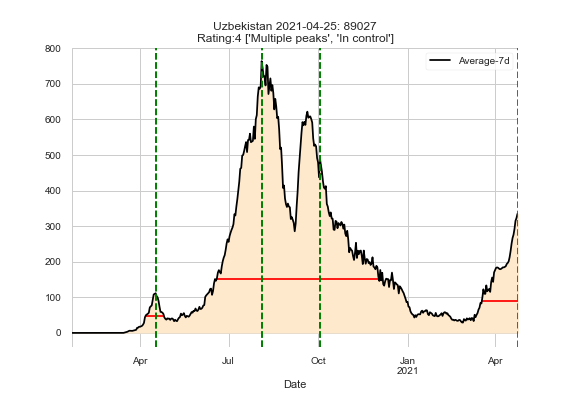 Uzbekistan 2021-04-25: 89027
Rating:4 ['Multiple peaks', 'In control']
Average-7d
800
700
600
500
400
300
200
100
0
Apr
Jul
Oct
Jan
2021
Apr
Date